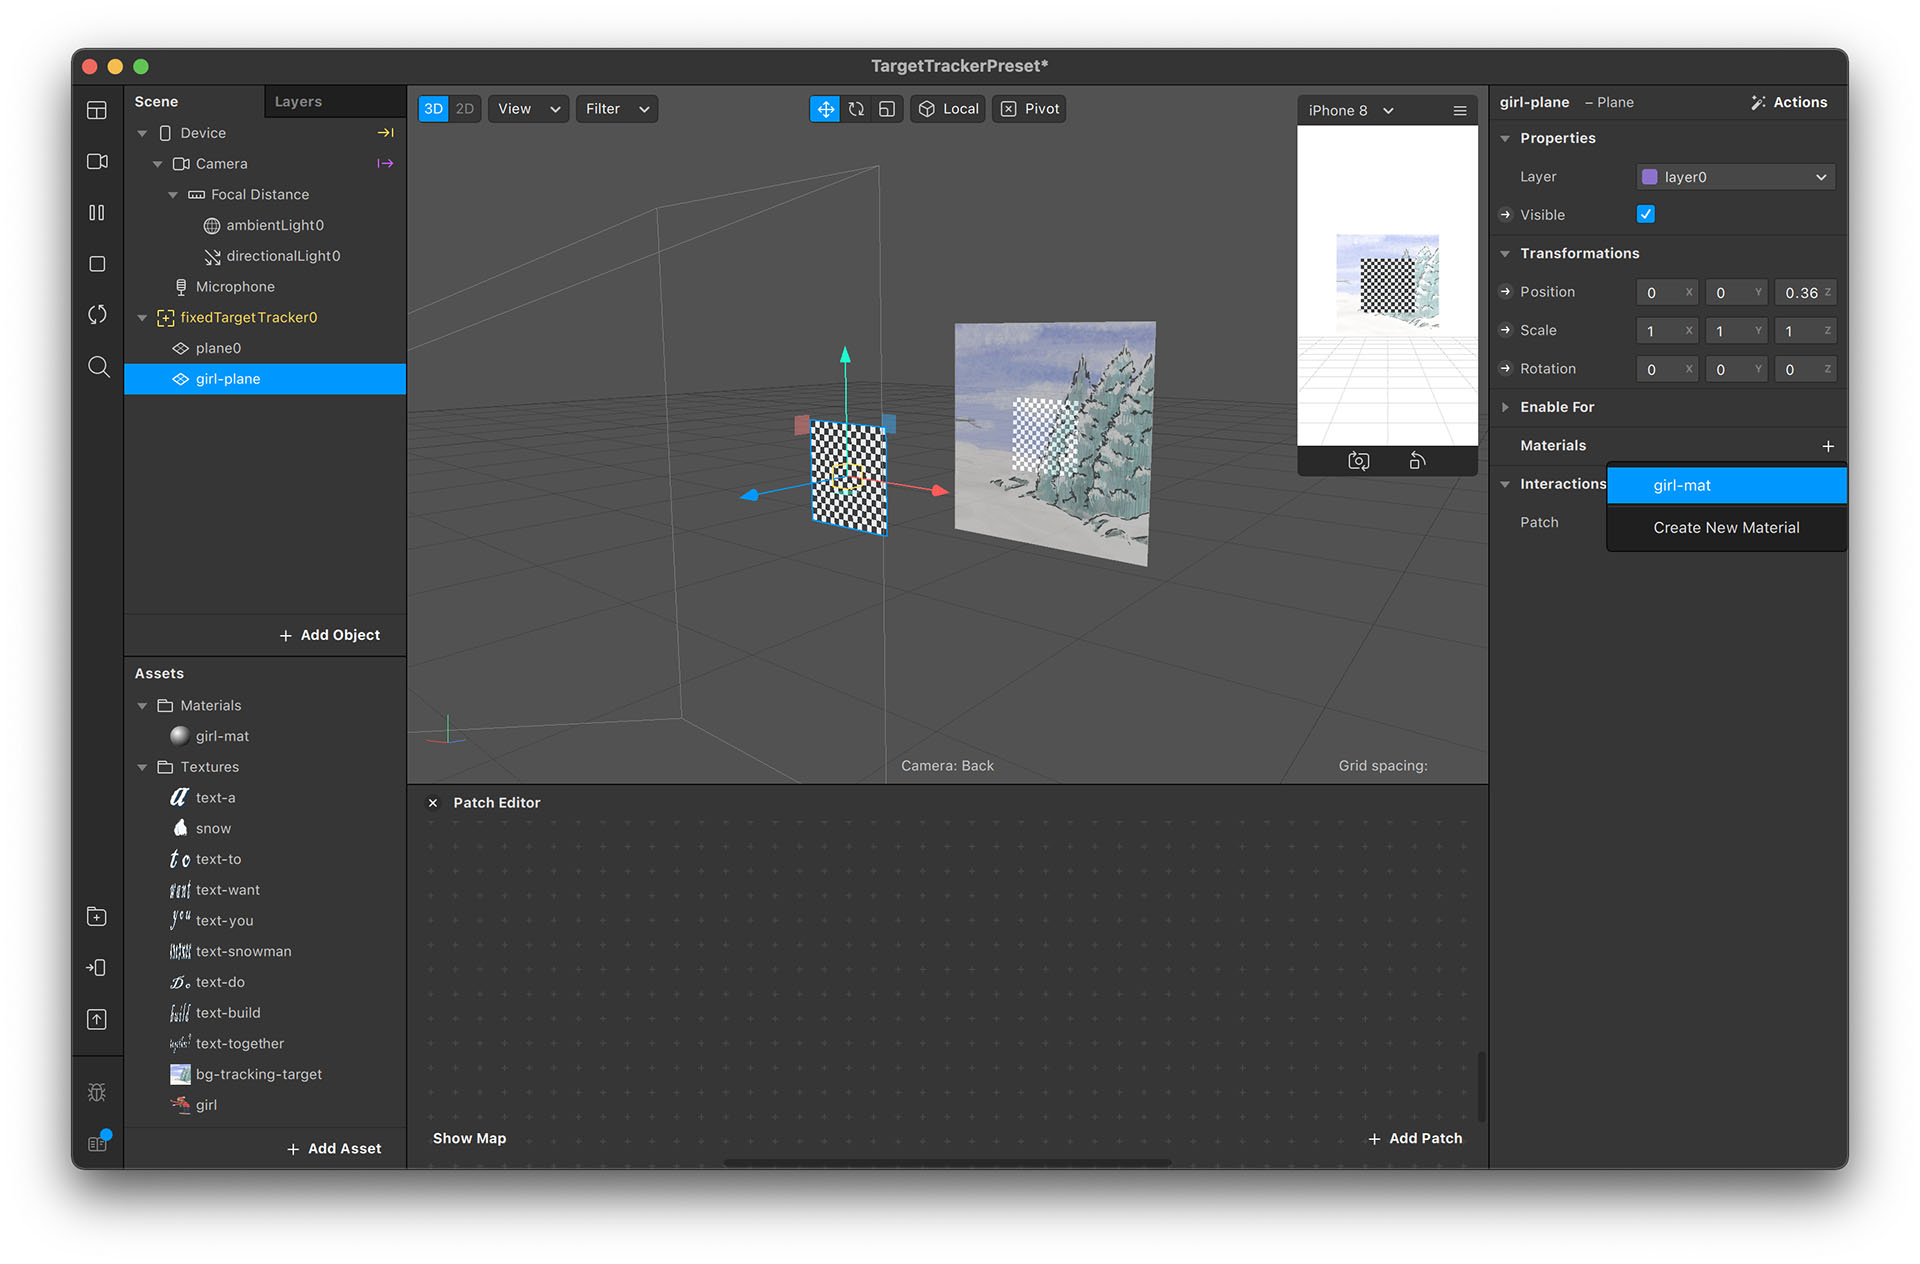 TargetTrackerPreset*
Scene
Layers
Device
Camera
Focal Distance
ambientLight0
directionalLight0
Microphone
fixedTargetTracker0
plane0
girl-plane
+ Add Object
Assets
Materials
girl-mat
Textures
text-a
snow
text-to
text-want
text-you
text-snowman
text-do
text-build
text-together
bg-tracking-target
girl
+ Add Asset
3D 2D View Filter Local Pivot
iPhone 8
Camera: Back
Grid spacing:
Patch Editor
Show Map
+ Add Patch
girl-plane – Plane Actions
Properties
Layer layer0
Visible
Transformations
Position 0 X 0 Y 0.36 Z
Scale 1 X 1 Y 1 Z
Rotation 0 X 0 Y 0 Z
Enable For
Materials +
Interactions
girl-mat
Patch
Create New Material